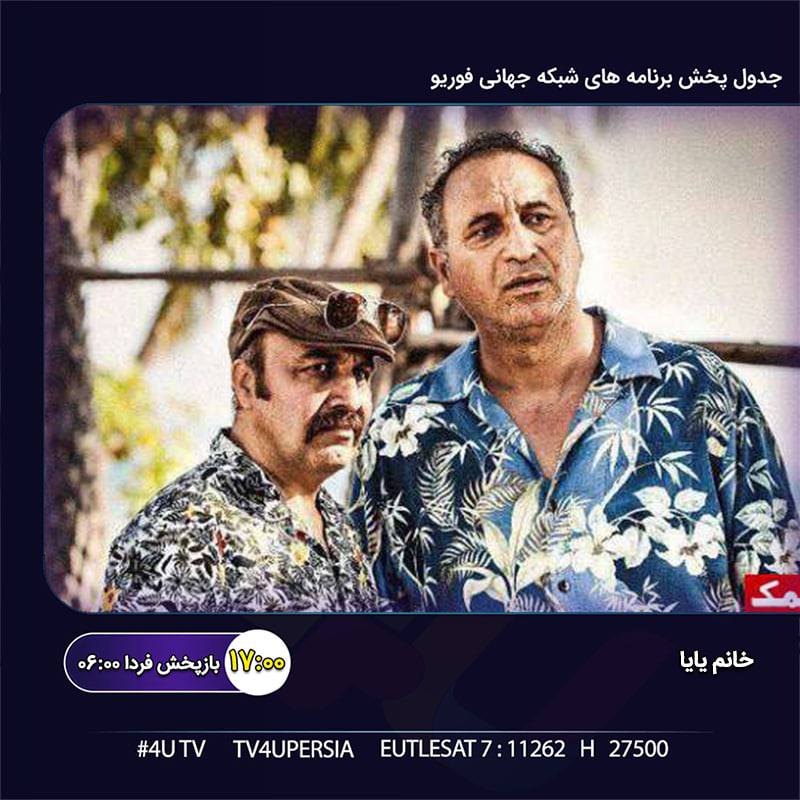 جدول پخش برنامه های شبکه جهانی فوریو
مک
خانم یایا
۱۷:۰۰ بازپخش فردا ۰۶:۰۰
#4U TV TV4UPERSIA EUTLESAT 7 : 11262 H 27500